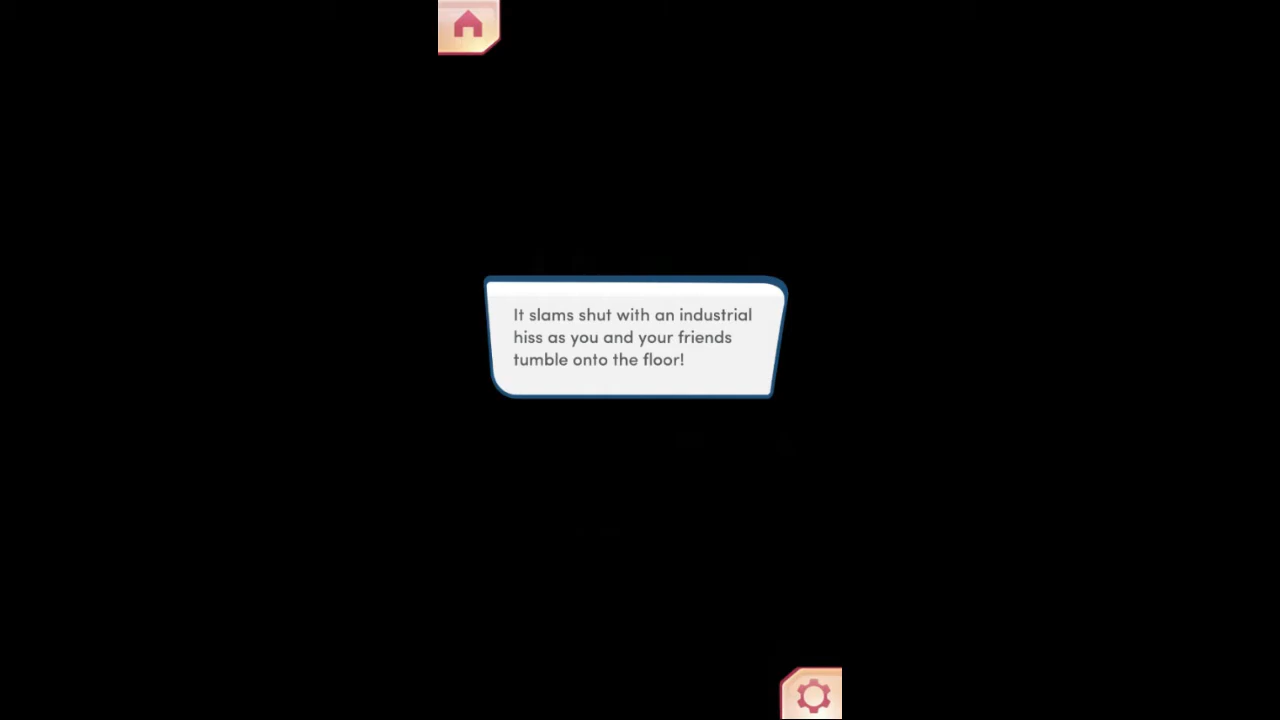 It slams shut with an industrial
hiss as you and your friends
tumble onto the floor!